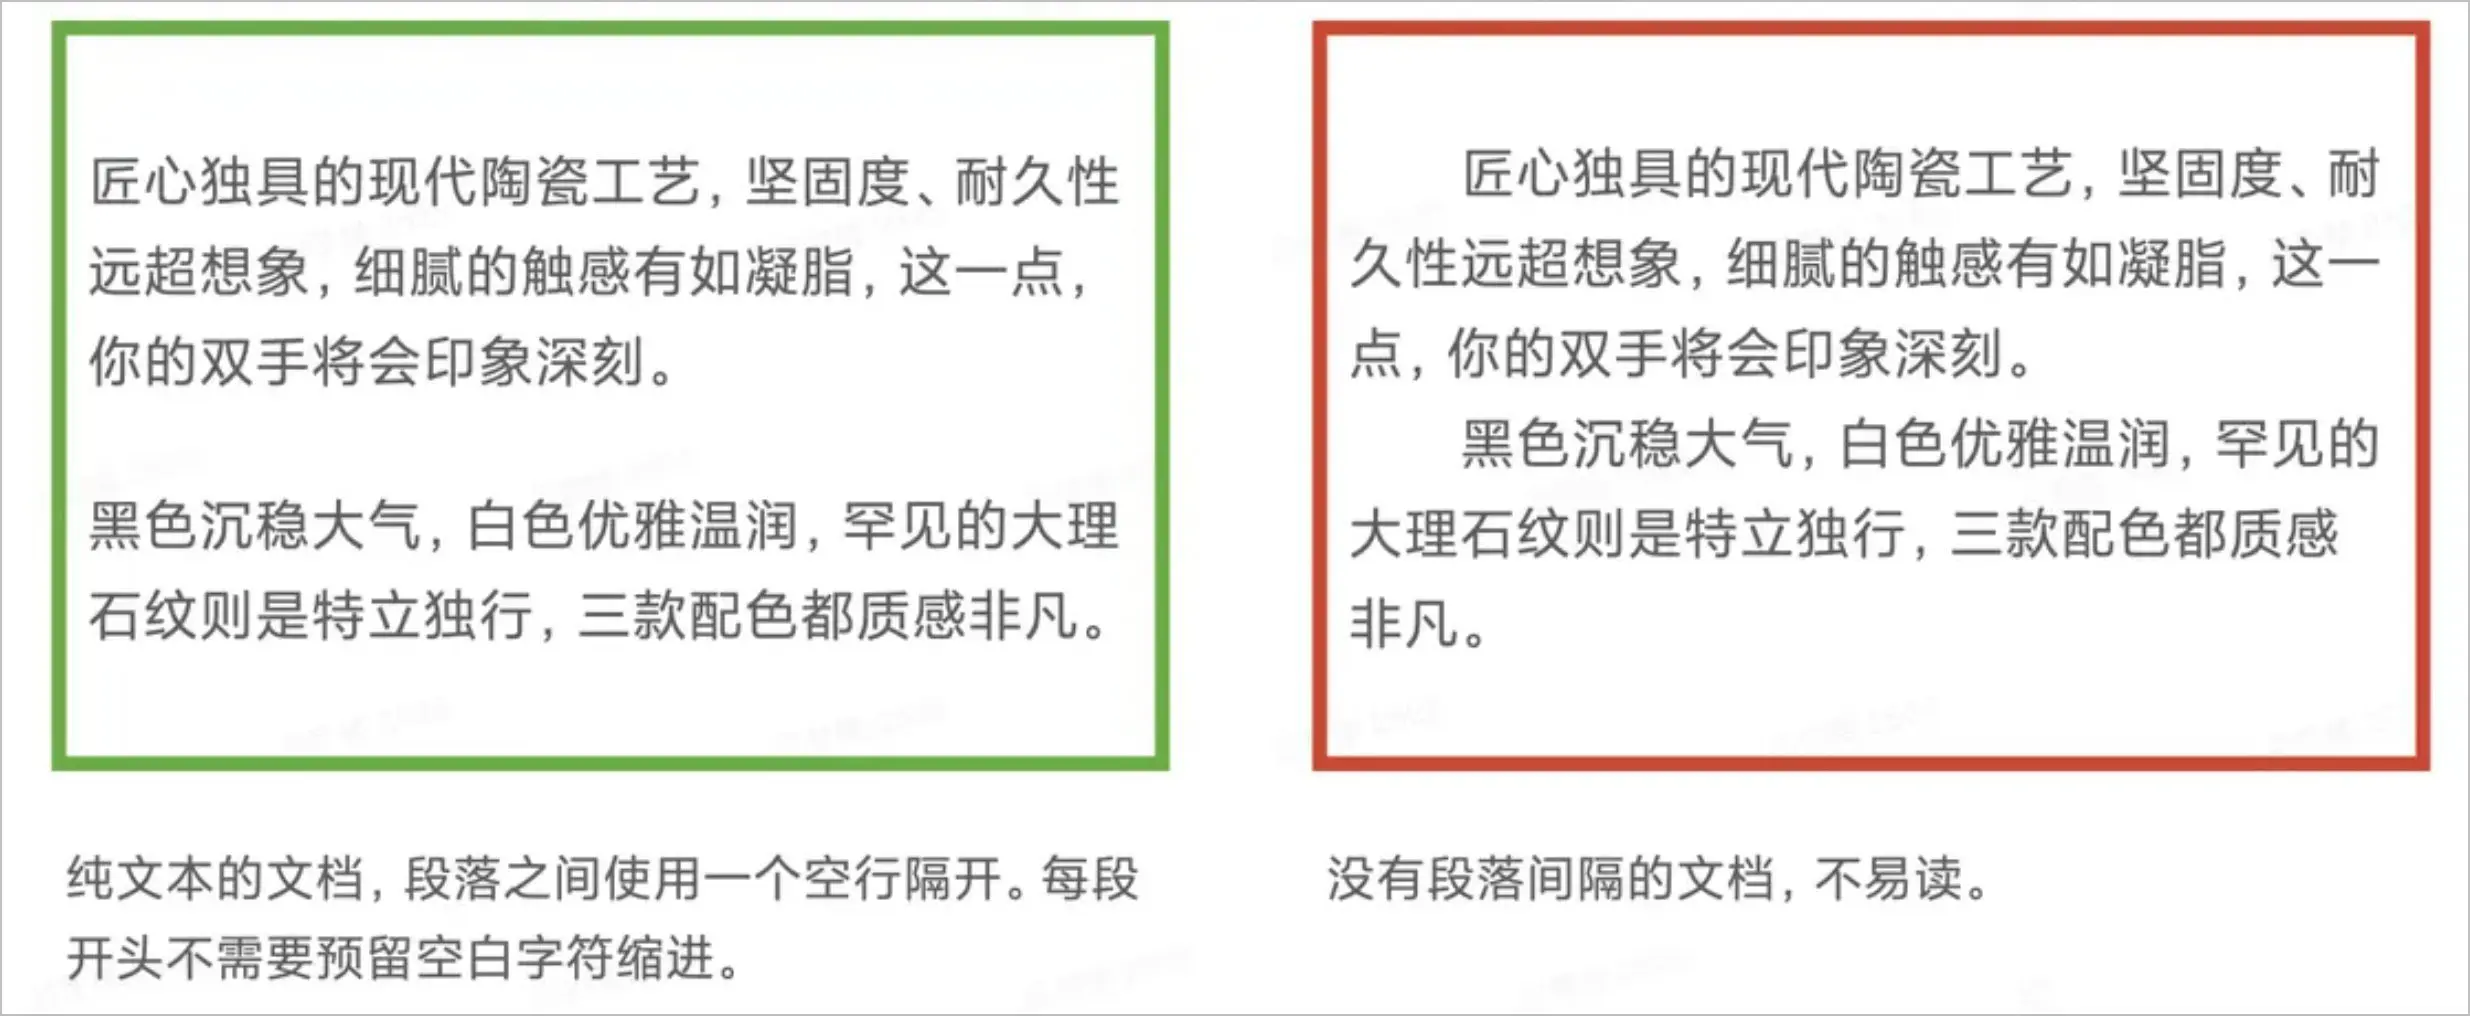 匠心独具的现代陶瓷工艺，坚固度、耐久性
远超想象，细腻的触感有如凝脂，这一点，
你的双手将会印象深刻。
黑色沉稳大气，白色优雅温润，罕见的大理
石纹则是特立独行，三款配色都质感非凡。
纯文本的文档，段落之间使用一个空行隔开。每段
开头不需要预留空白字符缩进。
匠心独具的现代陶瓷工艺，坚固度、耐
久性远超想象，细腻的触感有如凝脂，这一
点，你的双手将会印象深刻。
黑色沉稳大气，白色优雅温润，罕见的
大理石纹则是特立独行，三款配色都质感
非凡。
没有段落间隔的文档，不易读。